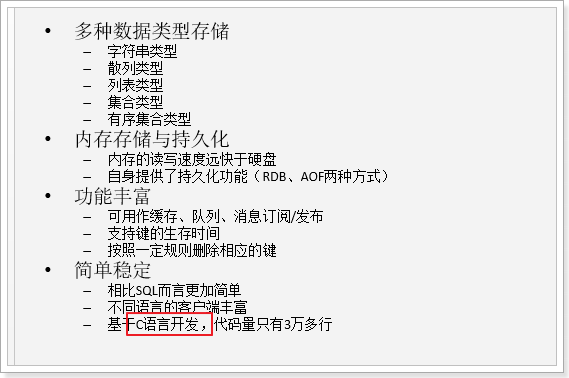 • 多种数据类型存储
– 字符串类型
– 散列类型
– 列表类型
– 集合类型
– 有序集合类型
• 内存存储与持久化
– 内存的读写速度远快于硬盘
– 自身提供了持久化功能（RDB、AOF两种方式）
• 功能丰富
– 可用作缓存、队列、消息订阅/发布
– 支持键的生存时间
– 按照一定规则删除相应的键
• 简单稳定
– 相比SQL而言更加简单
– 不同语言的客户端丰富
– 基于C语言开发，代码量只有3万多行